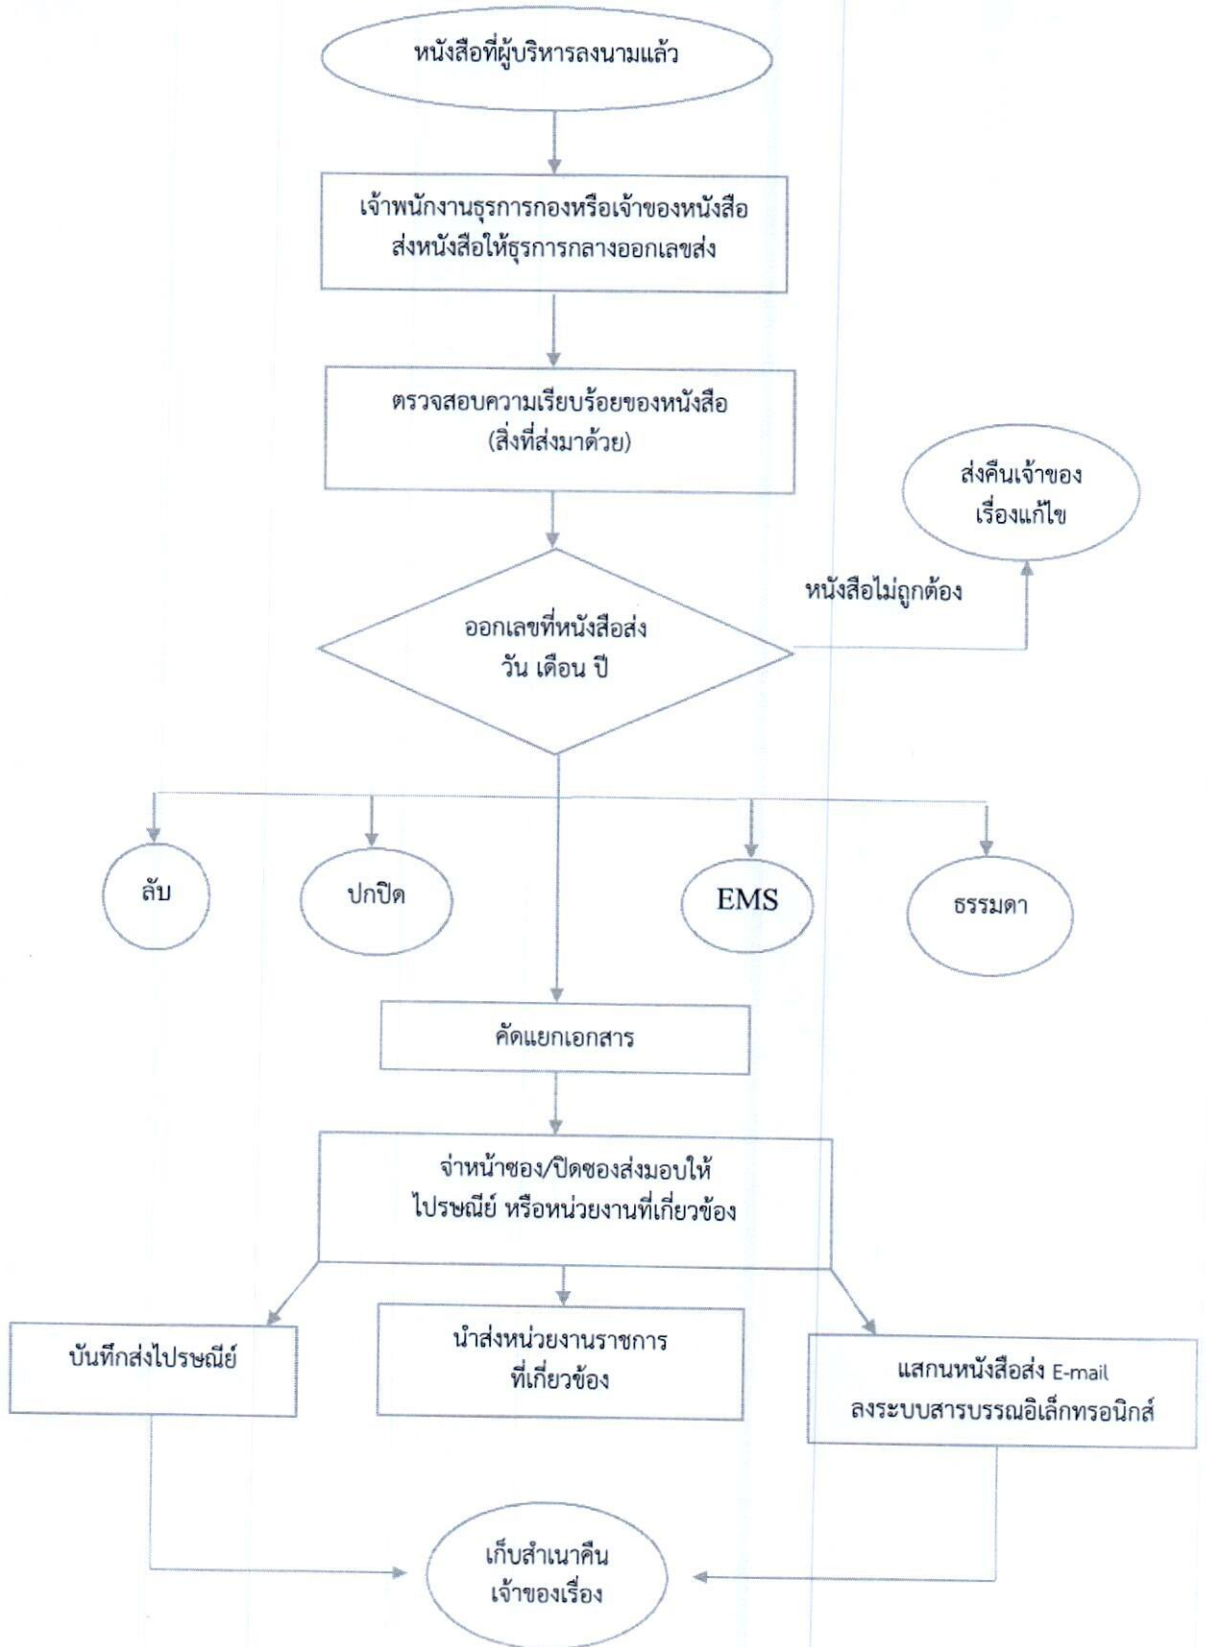 หนังสือที่ผู้บริหารลงนามแล้ว
เจ้าพนักงานธุรการกองหรือเจ้าของหนังสือ
ส่งหนังสือให้ธุรการกลางออกเลขส่ง
ตรวจสอบความเรียบร้อยของหนังสือ
(สิ่งที่ส่งมาด้วย)
ส่งคืนเจ้าของ
เรื่องแก้ไข
หนังสือไม่ถูกต้อง
ออกเลขที่หนังสือส่ง
วัน เดือน ปี
ลับ
ปกปิด
EMS
ธรรมดา
คัดแยกเอกสาร
จ่าหน้าซอง/ปิดซองส่งมอบให้
ไปรษณีย์ หรือหน่วยงานที่เกี่ยวข้อง
บันทึกส่งไปรษณีย์
นำส่งหน่วยงานราชการ
ที่เกี่ยวข้อง
แสกนหนังสือส่ง E-mail
ลงระบบสารบรรณอิเล็กทรอนิกส์
เก็บสำเนาคืน
เจ้าของเรื่อง